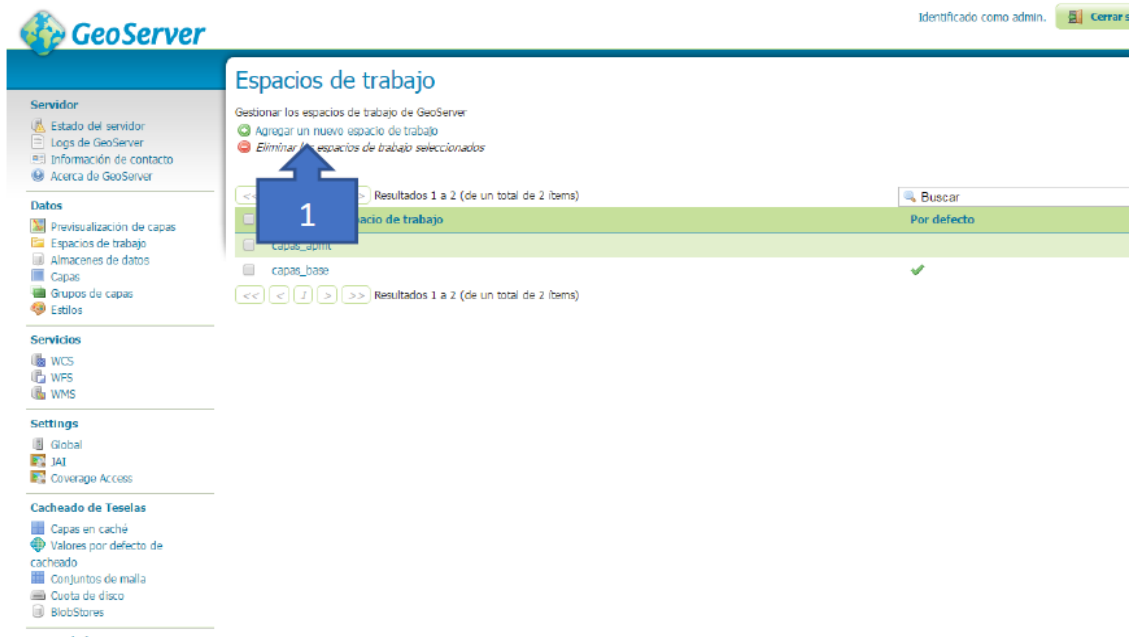 Identificado como admin.
Cerrar s
GeoServer
Espacios de trabajo
Gestionar los espacios de trabajo de GeoServer
Agregar un nuevo espacio de trabajo
Eliminar los espacios de trabajo seleccionados
<<
>
Resultados 1 a 2 (de un total de 2 ítems)
Buscar
1
acio de trabajo
Por defecto
capas_apmt
capas_base
<< < 1 > >> Resultados 1 a 2 (de un total de 2 ítems)
Servidor
Estado del servidor
Logs de GeoServer
Información de contacto
Acerca de GeoServer
Datos
Previsualización de capas
Espacios de trabajo
Almacenes de datos
Capas
Grupos de capas
Estilos
Servicios
WCS
WFS
WMS
Settings
Global
JAI
Coverage Access
Cacheado de Teselas
Capas en caché
Valores por defecto de
cacheado
Conjuntos de malla
Cuota de disco
BlobStores